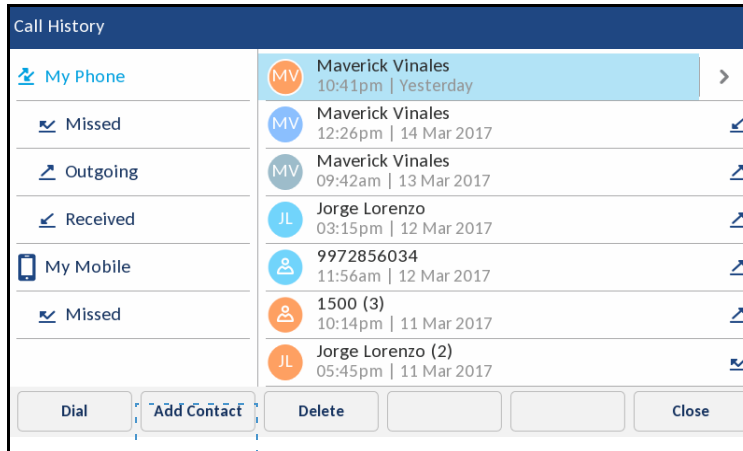 Call History
My Phone
Missed
Outgoing
Received
My Mobile
Missed
MV
Maverick Vinales
10:41pm | Yesterday
MV
Maverick Vinales
12:26pm | 14 Mar 2017
MV
Maverick Vinales
09:42am | 13 Mar 2017
JL
Jorge Lorenzo
03:15pm | 12 Mar 2017
9972856034
11:56am | 12 Mar 2017
1500 (3)
10:14pm | 11 Mar 2017
JL
Jorge Lorenzo (2)
05:45pm | 11 Mar 2017
Dial Add Contact Delete Close